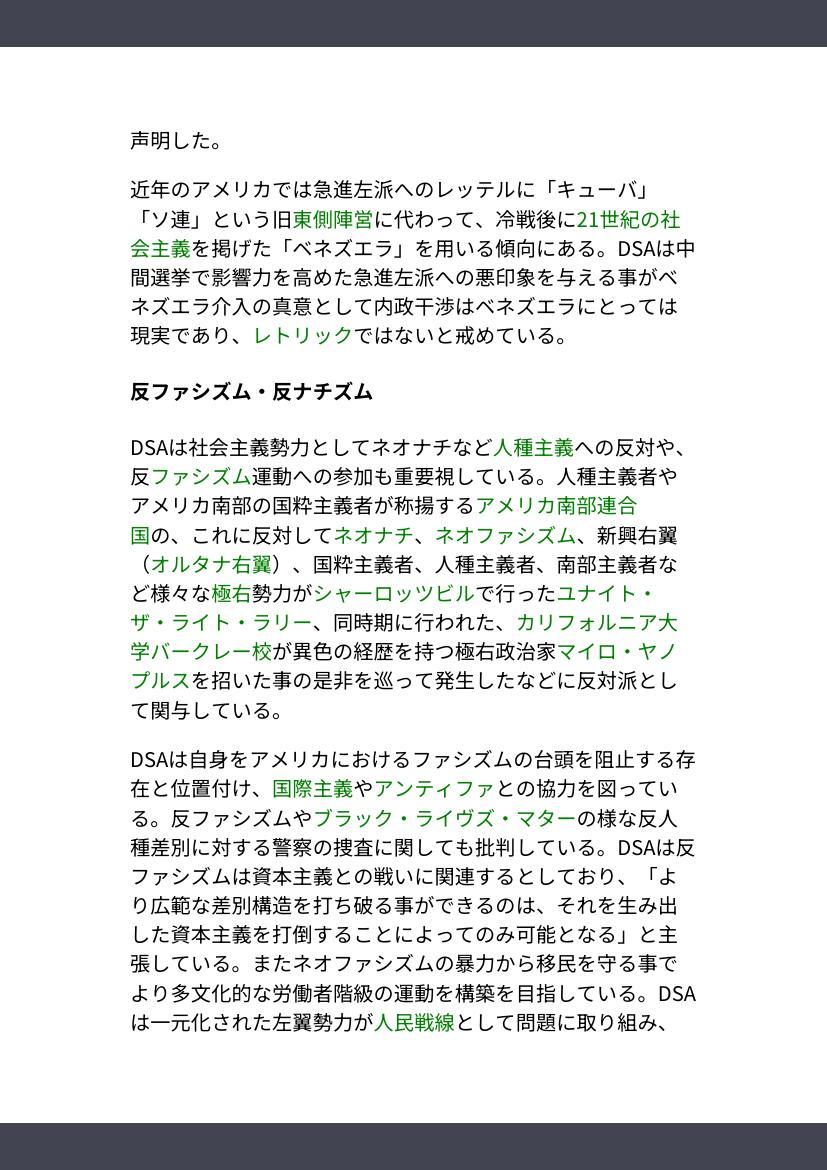 声明した。
近年のアメリカでは急進左派へのレッテルに「キューバ」
「ソ連」という旧東側陣営に代わって、冷戦後に21世紀の社
会主義を掲げた「ベネズエラ」を用いる傾向にある。DSAは中
間選挙で影響力を高めた急進左派への悪印象を与える事がベ
ネズエラ介入の真意として内政干渉はベネズエラにとっては
現実であり、レトリックではないと戒めている。
反ファシズム・反ナチズム
DSAは社会主義勢力としてネオナチなど人種主義への反対や、
反ファシズム運動への参加も重要視している。人種主義者や
アメリカ南部の国粋主義者が称揚するアメリカ南部連合
国の、これに反対してネオナチ、ネオファシズム、新興右翼
（オルタナ右翼）、国粋主義者、人種主義者、南部主義者な
ど様々な極右勢力がシャーロッツビルで行ったユナイト・
ザ・ライト・ラリー、同時期に行われた、カリフォルニア大
学バークレー校が異色の経歴を持つ極右政治家マイロ・ヤノ
プルスを招いた事の是非を巡って発生したなどに反対派とし
て関与している。
DSAは自身をアメリカにおけるファシズムの台頭を阻止する存
在と位置付け、国際主義やアンティファとの協力を図ってい
る。反ファシズムやブラック・ライヴズ・マターの様な反人
種差別に対する警察の捜査に関しても批判している。DSAは反
ファシズムは資本主義との戦いに関連するとしており、「よ
り広範な差別構造を打ち破る事ができるのは、それを生み出
した資本主義を打倒することによってのみ可能となる」と主
張している。またネオファシズムの暴力から移民を守る事で
より多文化的な労働者階級の運動を構築を目指している。DSA
は一元化された左翼勢力が人民戦線として問題に取り組み、